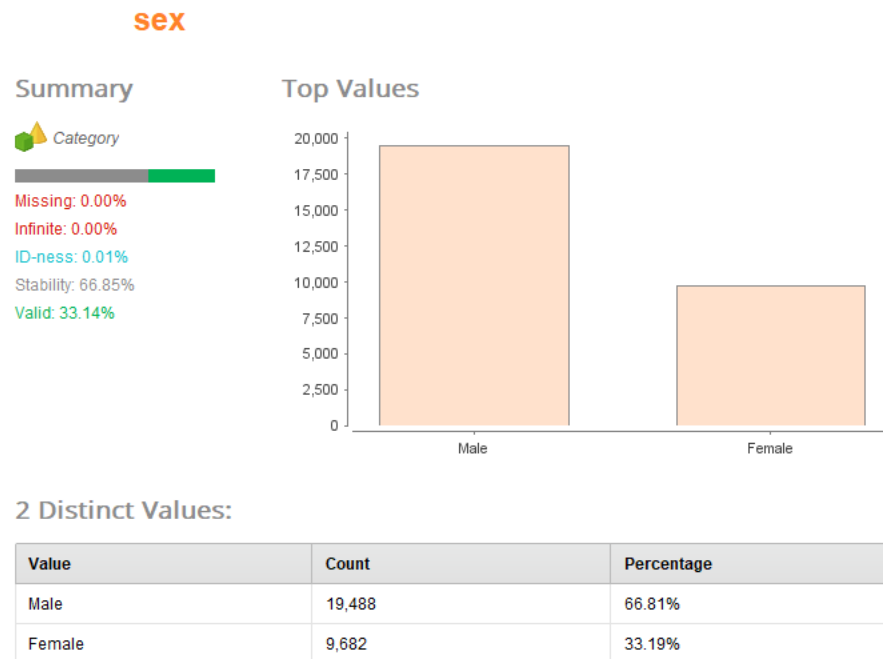 sex
Summary
Category
Missing: 0.00%
Infinite: 0.00%
ID-ness: 0.01%
Stability: 66.85%
Valid: 33.14%
Top Values
20,000
17,500
15,000
12,500
10,000
7,500
5,000
2,500
0
Male Female
2 Distinct Values:
Value Count Percentage
Male 19,488 66.81%
Female 9,682 33.19%